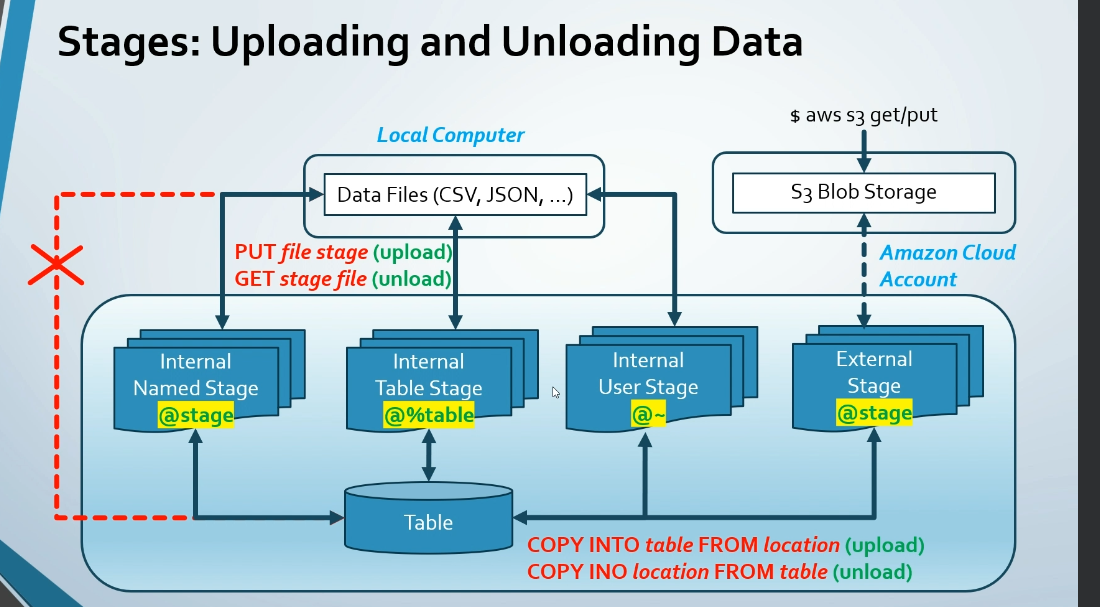 Stages: Uploading and Unloading Data
$ aws s3 get/put
Local Computer
Data Files (CSV, JSON, ...)
S3 Blob Storage
PUT file stage (upload)
GET stage file (unload)
Amazon Cloud
Account
Internal
Named Stage
@stage
Internal
Table Stage
@%table
Internal
User Stage
@~
External
Stage
@stage
Table
COPY INTO table FROM location (upload)
COPY INO location FROM table (unload)